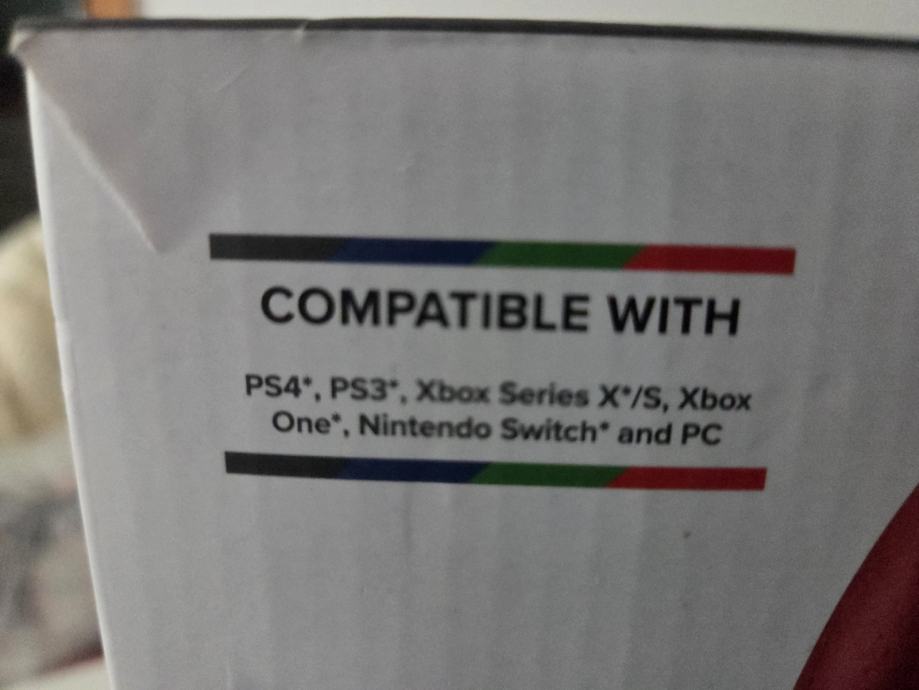 COMPATIBLE WITH
PS4*, PS3*, Xbox Series X*/S, Xbox
One*, Nintendo Switch* and PC